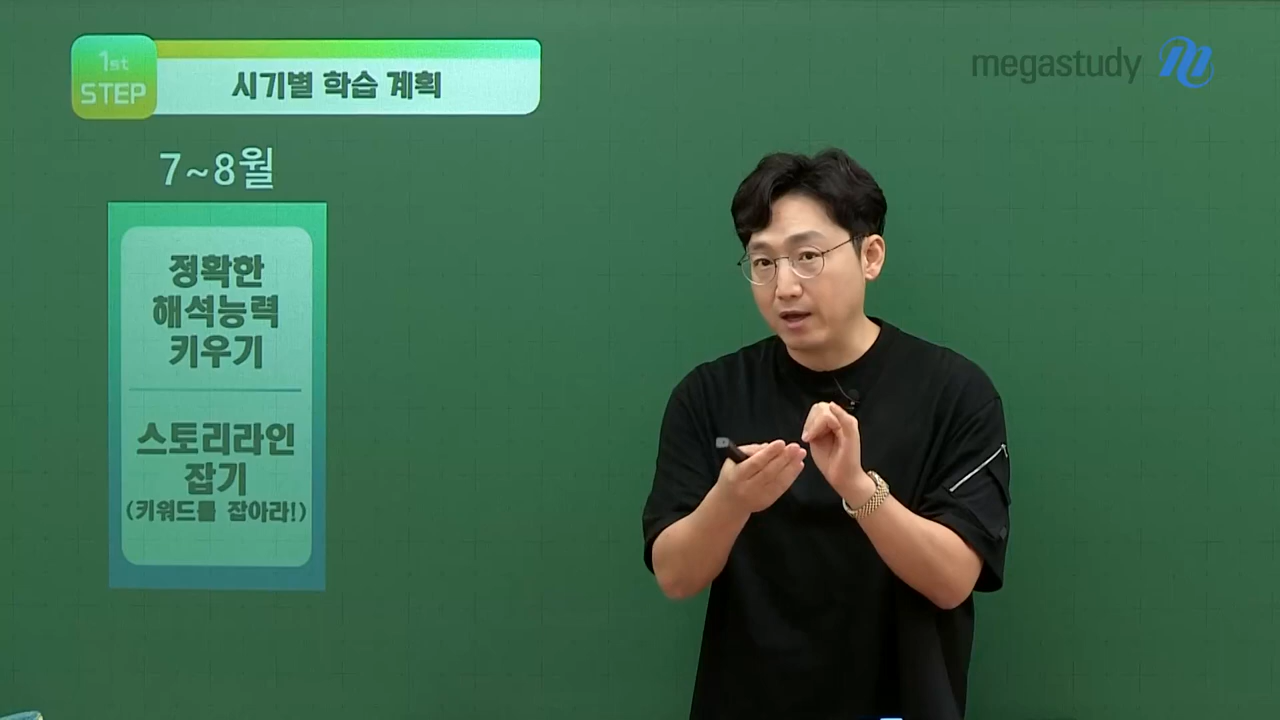 1st
STEP
시기별 학습 계획
megastudy
7~8월
정확한
해석능력
키우기
스토리라인
잡기
(키워드를 잡아라!)